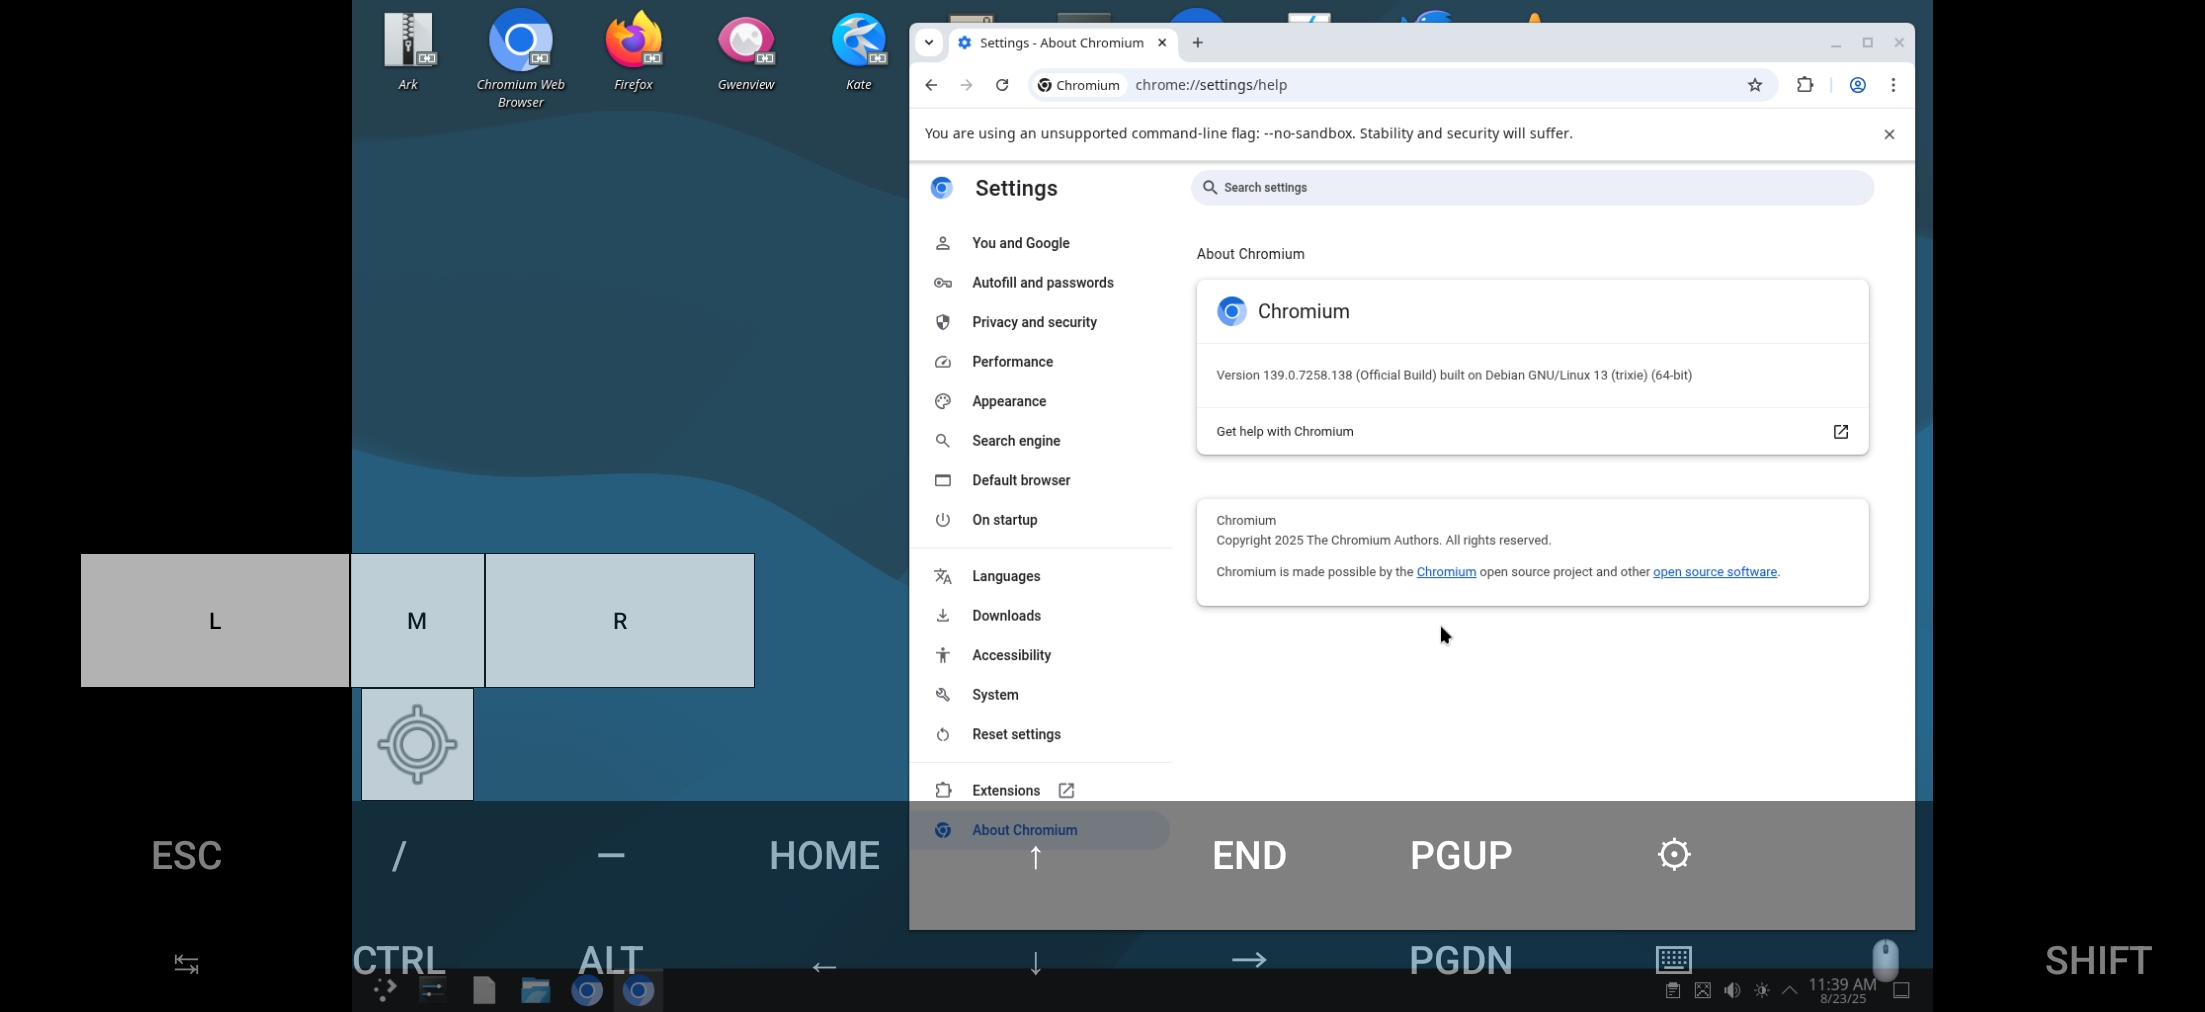 Ark
Chromium Web
Browser
Firefox
Gwenview
Kate
Settings - About Chromium
Chromium
chrome://settings/help
You are using an unsupported command-line flag: --no-sandbox. Stability and security will suffer.
Settings
Search settings
You and Google
Autofill and passwords
Privacy and security
Performance
Appearance
Search engine
Default browser
On startup
Languages
Downloads
Accessibility
System
Reset settings
Extensions
About Chromium
About Chromium
Chromium
Version 139.0.7258.138 (Official Build) built on Debian GNU/Linux 13 (trixie) (64-bit)
Get help with Chromium
Chromium
Copyright 2025 The Chromium Authors. All rights reserved.
Chromium is made possible by the Chromium open source project and other open source software.
L M R
ESC / — HOME ↑ END PGUP
CTRL ALT ← ↓ → PGDN SHIFT
11:39 AM
8/23/25